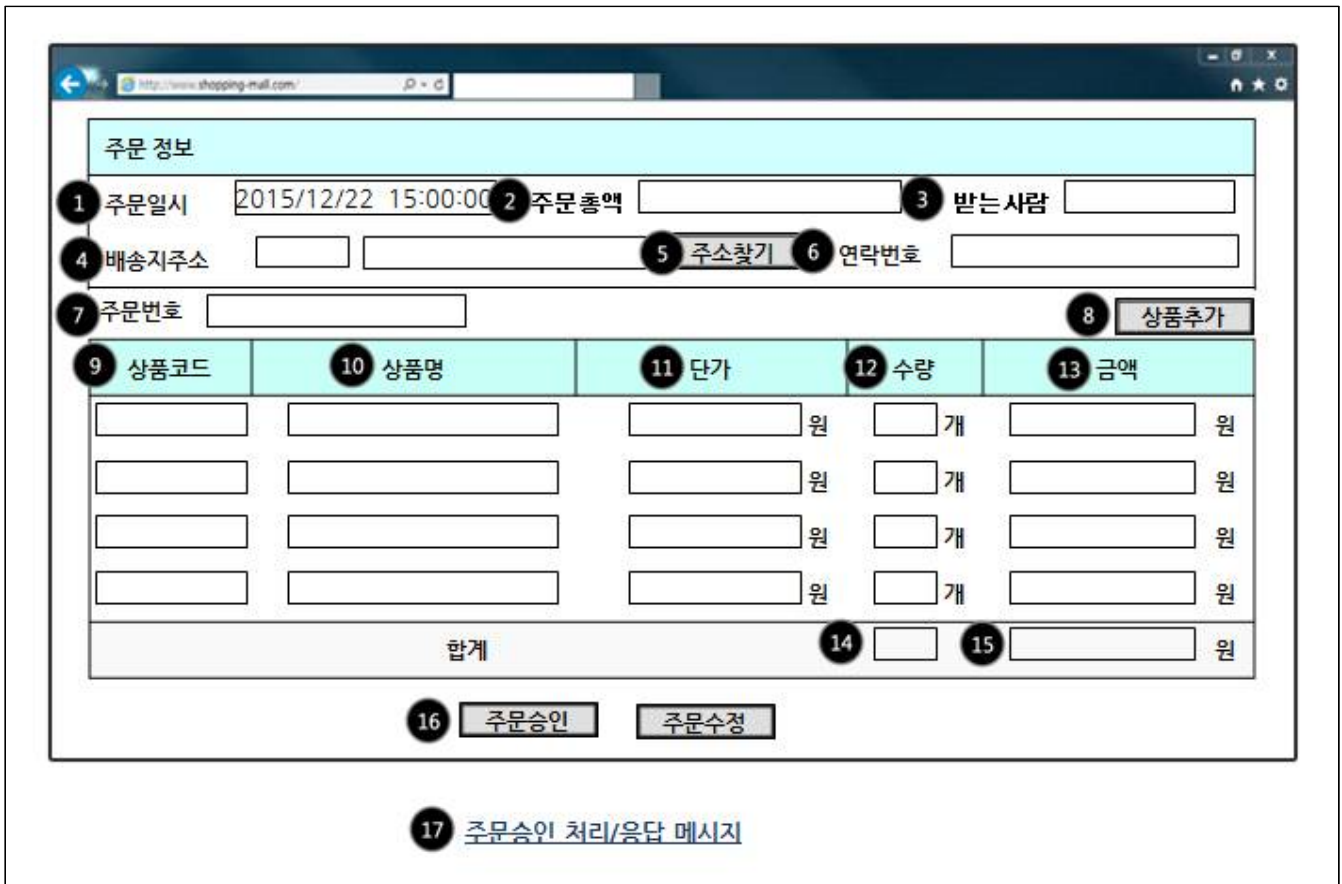 http://www.shopping-mall.com/
주문 정보
1 주문일시 2015/12/22 15:00:00 2 주문총액 3 받는사람
4 배송지주소 5 주소찾기 6 연락번호
7 주문번호 8 상품추가
9 상품코드 10 상품명 11 단가 12 수량 13 금액
원 개 원
원 개 원
원 개 원
원 개 원
합계 14 15 원
16 주문승인 주문수정
17 주문승인 처리/응답 메시지